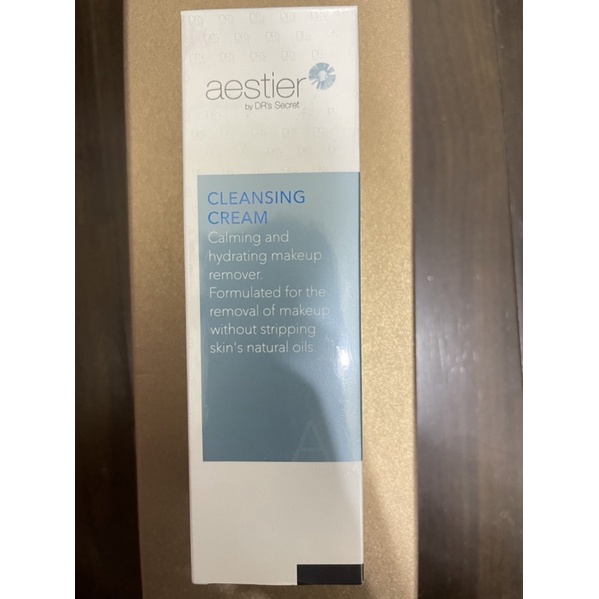 aestier
by DR's Secret
CLEANSING
CREAM
Calming and
hydrating makeup
remover.
Formulated for the
removal of makeup
without stripping
skin's natural oils.
A